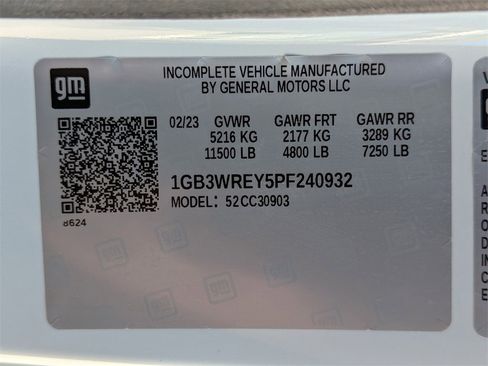 gm
INCOMPLETE VEHICLE MANUFACTURED
BY GENERAL MOTORS LLC
02/23 GVWR GAWR FRT GAWR RR
5216 KG 2177 KG 3289 KG
11500 LB 4800 LB 7250 LB
1GB3WREY5PF240932
MODEL: 52CC30903
8624